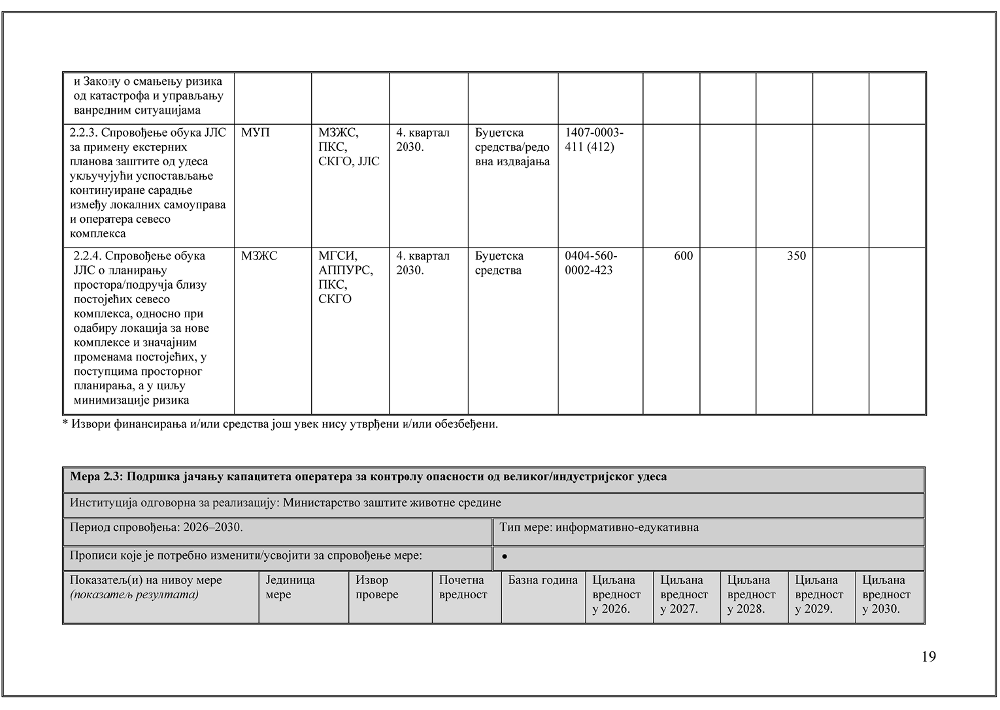 и Закону о смањењу ризика
од катастрофа и управљању
ванредним ситуацијама
2.2.3. Спровођење обука ЈЛС
за примену екстерних
планова заштите од удеса
укључујући успостављање
континуиране сарадње
између локалних самоуправа
и оператера севесо
комплекса
МУП
МЗЖС,
ПКС,
СКГО, ЈЛС
4. квартал
2030.
Буџетска
средства/редо
вна издвајања
1407-0003-
411 (412)
2.2.4. Спровођење обука
ЈЛС о планирању
простора/подручја близу
постојећих севесо
комплекса, односно при
одабиру локација за нове
комплексе и значајним
променама постојећих, у
поступцима просторног
планирања, а у циљу
минимизације ризика
МЗЖС
МГСИ,
АППУРС,
ПКС,
СКГО
4. квартал
2030.
Буџетска
средства
0404-560-
0002-423
600
350
* Извори финансирања и/или средства још увек нису утврђени и/или обезбеђени.
Мера 2.3: Подршка јачању капацитета оператера за контролу опасности од великог/индустријског удеса
Институција одговорна за реализацију: Министарство заштите животне средине
Период спровођења: 2026–2030.
Тип мере: информативно-едукативна
Прописи које је потребно изменити/усвојити за спровођење мере:
•
Показатељ(и) на нивоу мере
(показатељ резултата)
Јединица
мере
Извор
провере
Почетна
вредност
Базна година
Циљана
вредност
у 2026.
Циљана
вредност
у 2027.
Циљана
вредност
у 2028.
Циљана
вредност
у 2029.
Циљана
вредност
у 2030.
19